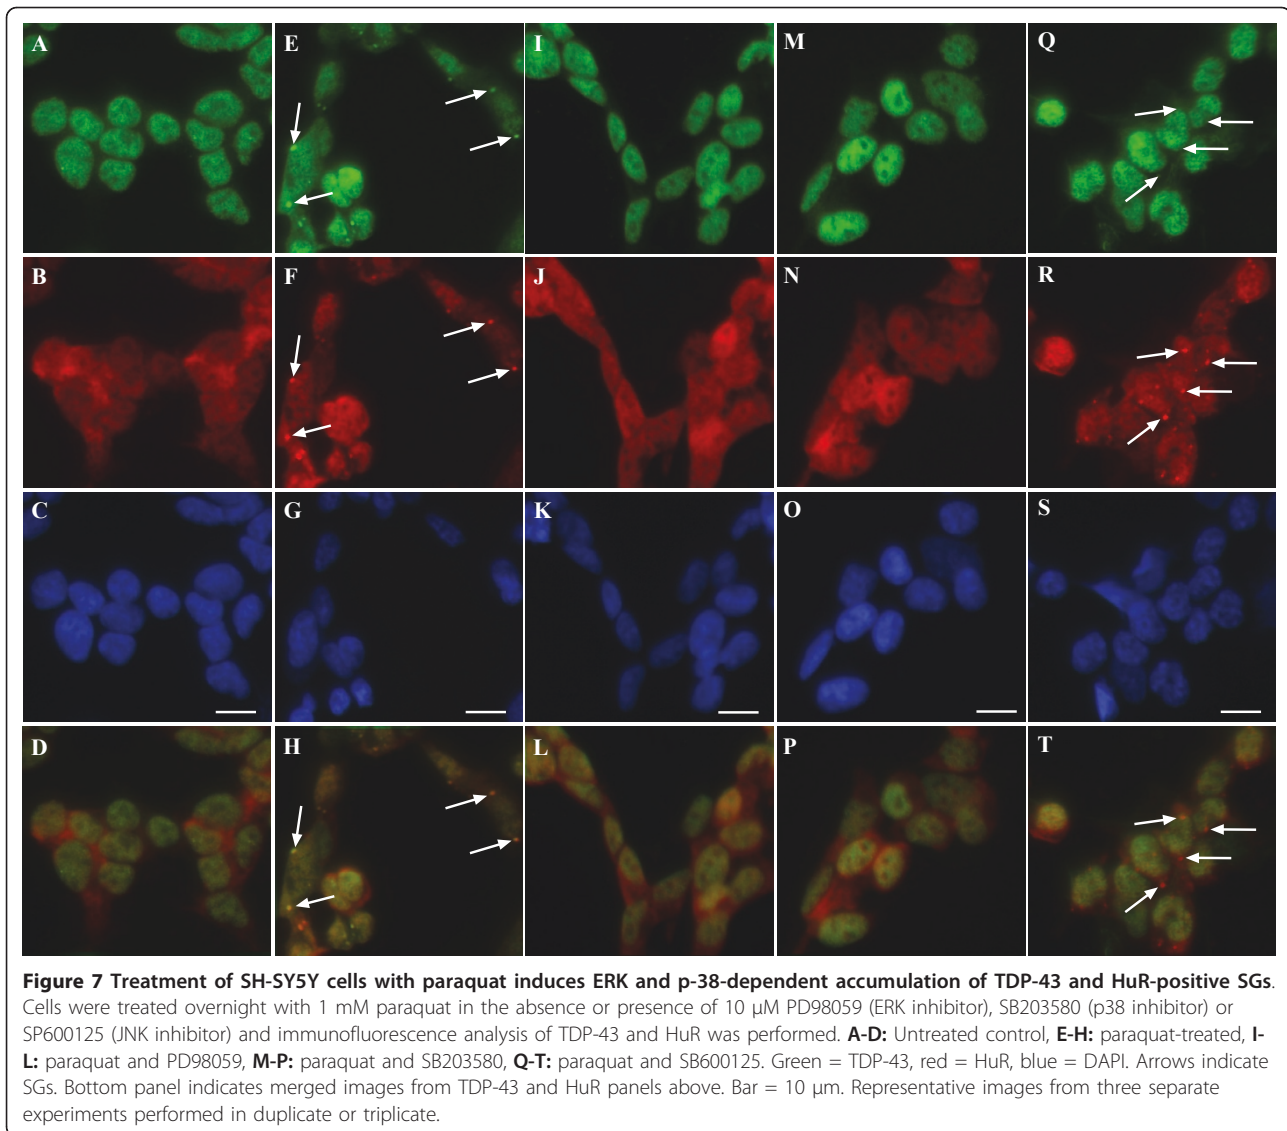 A E I M Q
B F J N R
C G K O S
D H L P T
Figure 7 Treatment of SH-SY5Y cells with paraquat induces ERK and p-38-dependent accumulation of TDP-43 and HuR-positive SGs.
Cells were treated overnight with 1 mM paraquat in the absence or presence of 10 μM PD98059 (ERK inhibitor), SB203580 (p38 inhibitor) or
SP600125 (JNK inhibitor) and immunofluorescence analysis of TDP-43 and HuR was performed. A-D: Untreated control, E-H: paraquat-treated, I-
L: paraquat and PD98059, M-P: paraquat and SB203580, Q-T: paraquat and SB600125. Green = TDP-43, red = HuR, blue = DAPI. Arrows indicate
SGs. Bottom panel indicates merged images from TDP-43 and HuR panels above. Bar = 10 μm. Representative images from three separate
experiments performed in duplicate or triplicate.